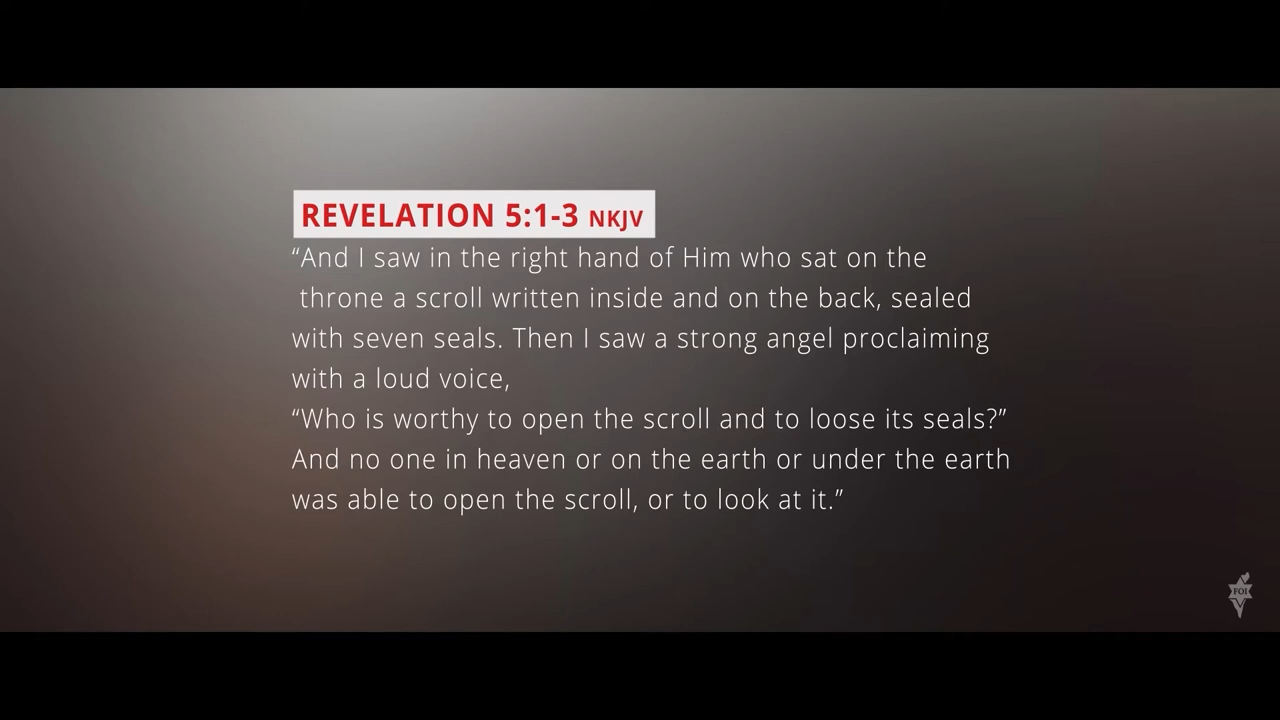 REVELATION 5:1-3 NKJV
“And I saw in the right hand of Him who sat on the
throne a scroll written inside and on the back, sealed
with seven seals. Then I saw a strong angel proclaiming
with a loud voice,
“Who is worthy to open the scroll and to loose its seals?”
And no one in heaven or on the earth or under the earth
was able to open the scroll, or to look at it.”
FOI